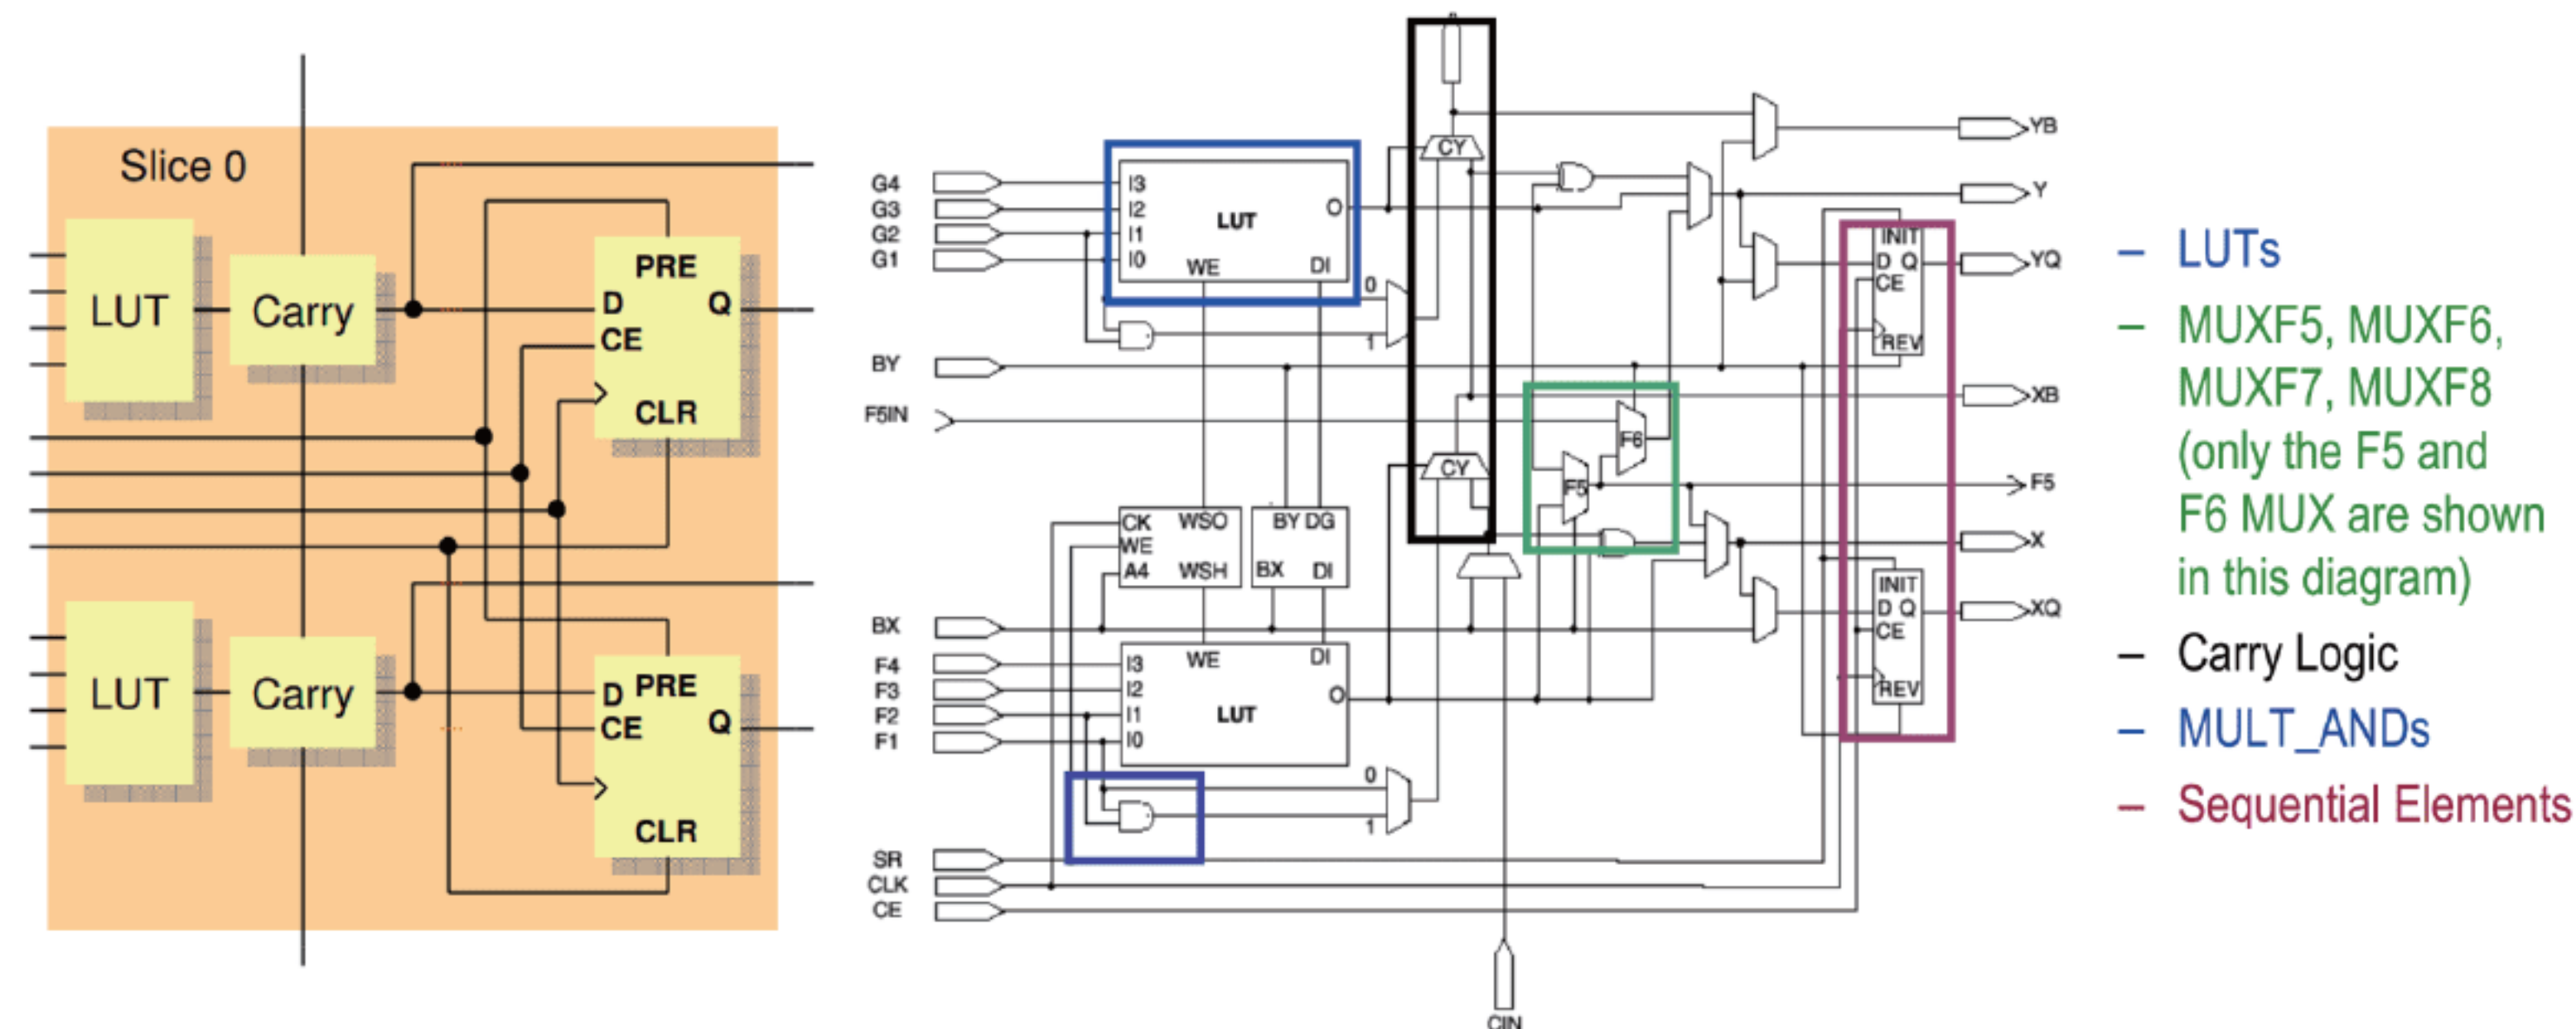 Slice 0
LUT
Carry
PRE
D
Q
CE
CLR
LUT
Carry
D
PRE
CE
Q
CLR
G4
G3
G2
G1
I3
I2
I1
I0
LUT
O
WE
DI
0
1
CY
BY
F5IN
CY
F6
F5
CK
WSO
WE
A4
WSH
BY DG
BX
DI
BX
F4
F3
F2
F1
WE
DI
I3
I2
I1
I0
LUT
O
0
1
SR
CLK
CE
CIN
INIT
D Q
CE
REV
INIT
D Q
CE
REV
YB
Y
YQ
XB
F5
X
XQ
– LUTs
– MUXF5, MUXF6,
MUXF7, MUXF8
(only the F5 and
F6 MUX are shown
in this diagram)
– Carry Logic
– MULT_ANDs
– Sequential Elements